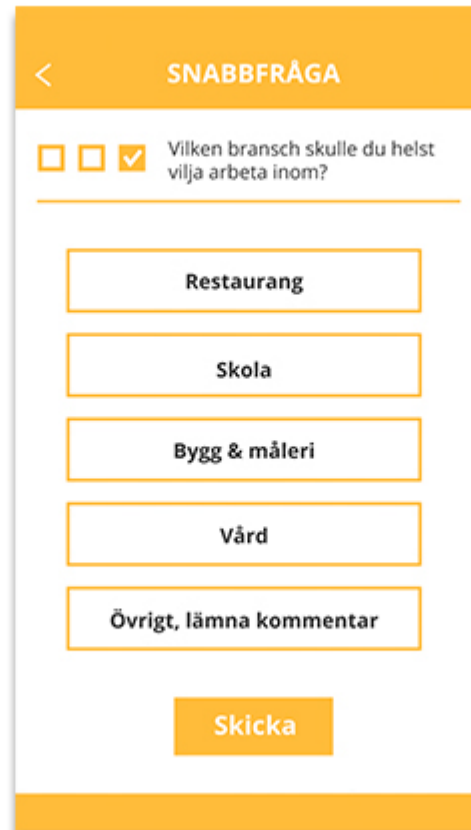 SNABBFRÅGA
Vilken bransch skulle du helst
vilja arbeta inom?
Restaurang
Skola
Bygg & måleri
Vård
Övrigt, lämna kommentar
Skicka